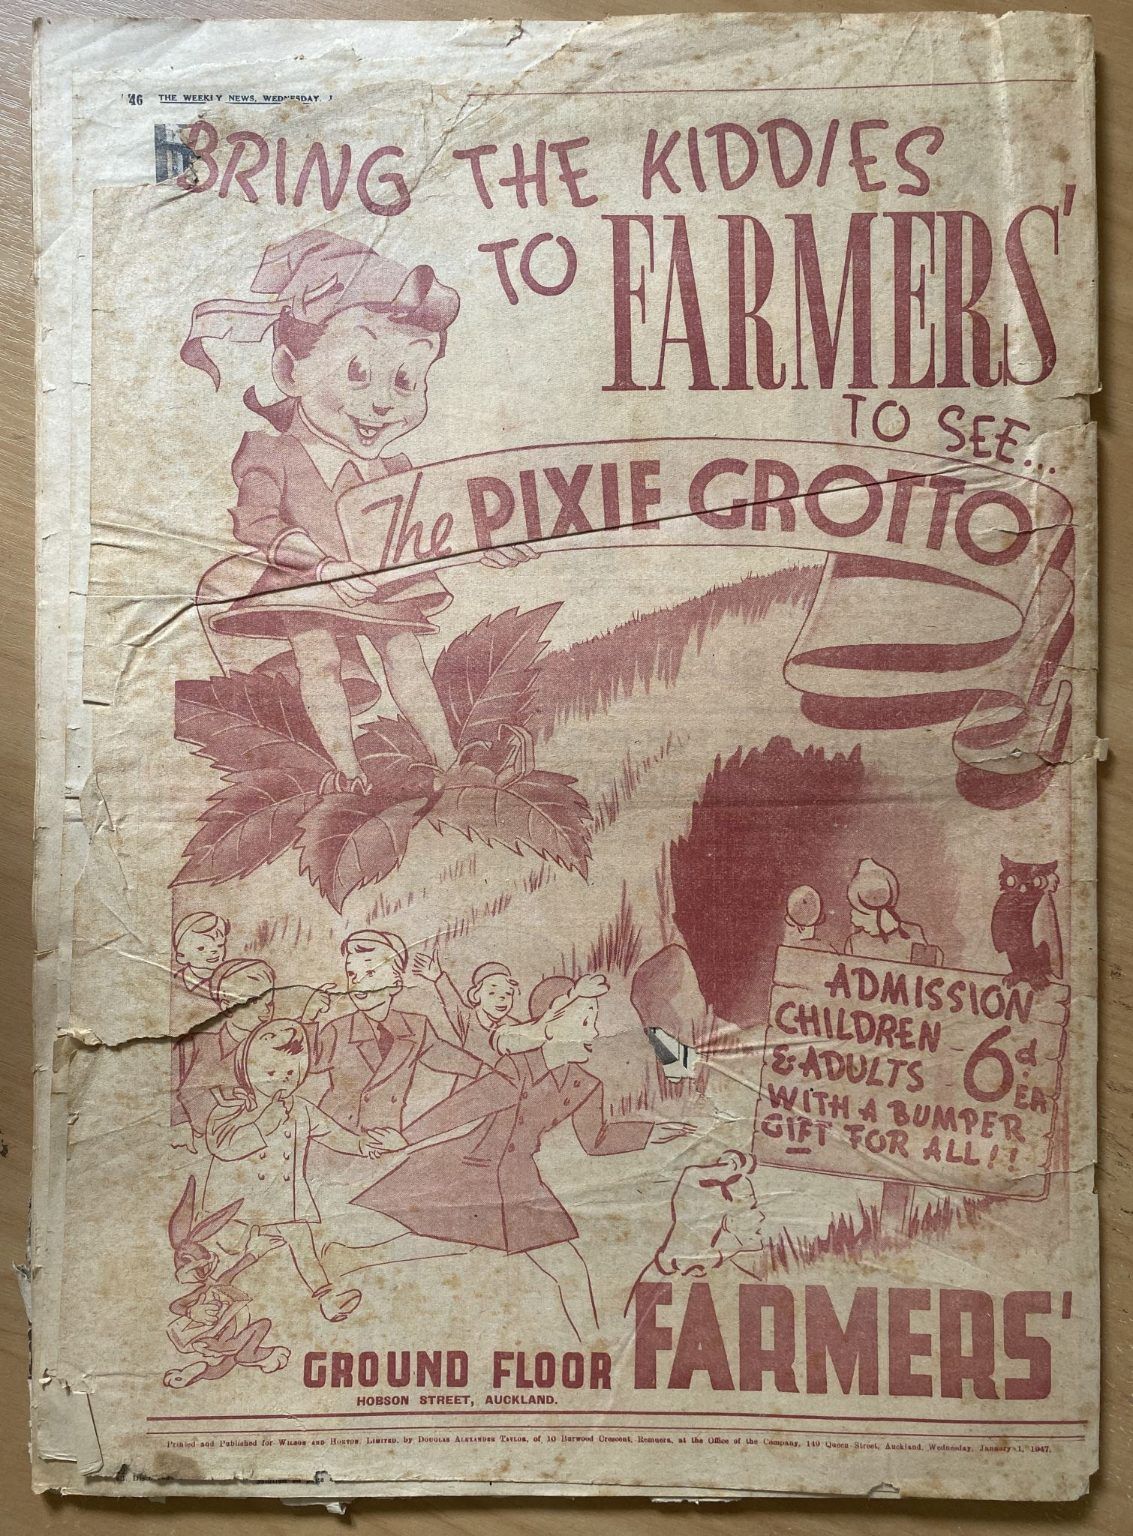 46 THE WEEKLY NEWS, WEDNESDAY,
BRING THE KIDDIES
TO FARMERS'
TO SEE...
The PIXIE GROTTO
ADMISSION
CHILDREN
& ADULTS 6d EA
WITH A BUMPER
GIFT FOR ALL!!
FARMERS'
GROUND FLOOR
HOBSON STREET, AUCKLAND.
Printed and Published for WILSON AND HORTON, LIMITED, by DOUGLAS ALEXANDER TAYLOR, of 10 Burwood Crescent, Remuera, at the Office of the Company, 149 Queen Street, Auckland, Wednesday, January 1, 1947.